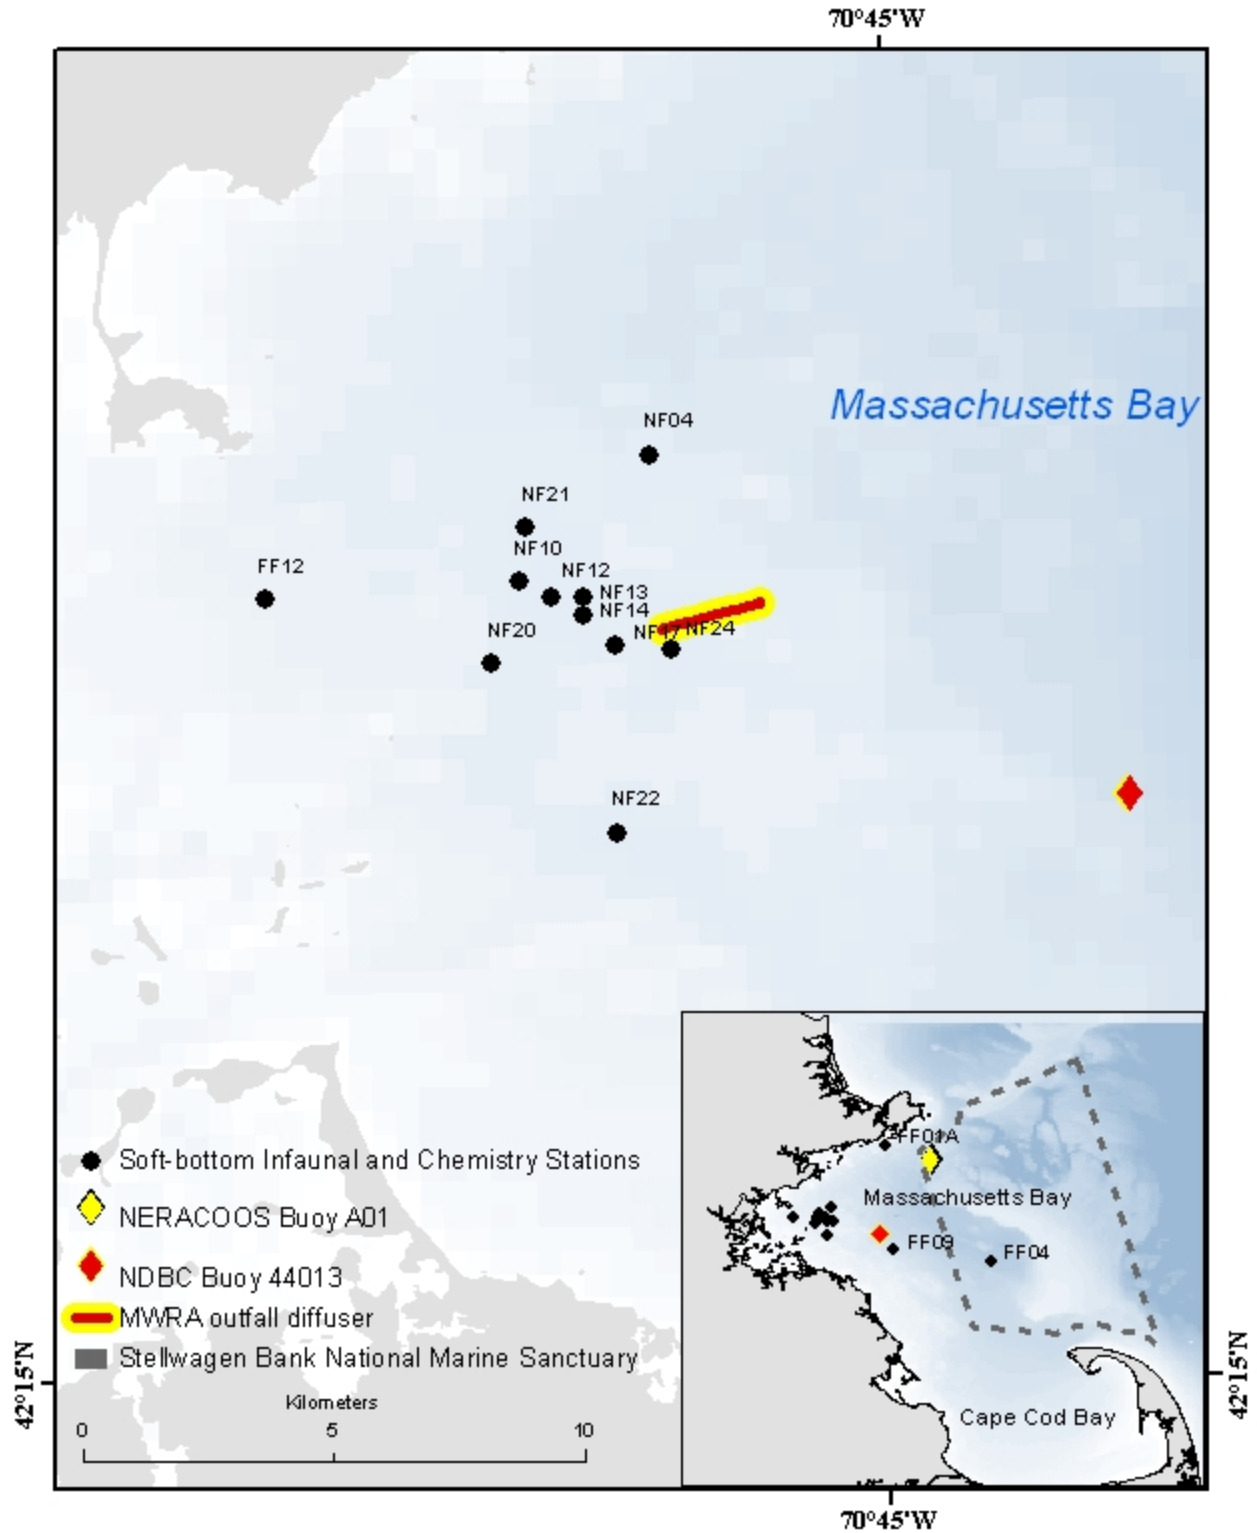 70°45'W
Massachusetts Bay
NF04
NF21
NF10
FF12
NF12
NF13
NF14
NF20
NF17
NF24
NF22
FF01A
Massachusetts Bay
FF09
FF04
Cape Cod Bay
Soft-bottom Infaunal and Chemistry Stations
NERACOOS Buoy A01
NDBC Buoy 44013
MWRA outfall diffuser
Stellwagen Bank National Marine Sanctuary
Kilometers
0 5 10
42°15'N
42°15'N
70°45'W